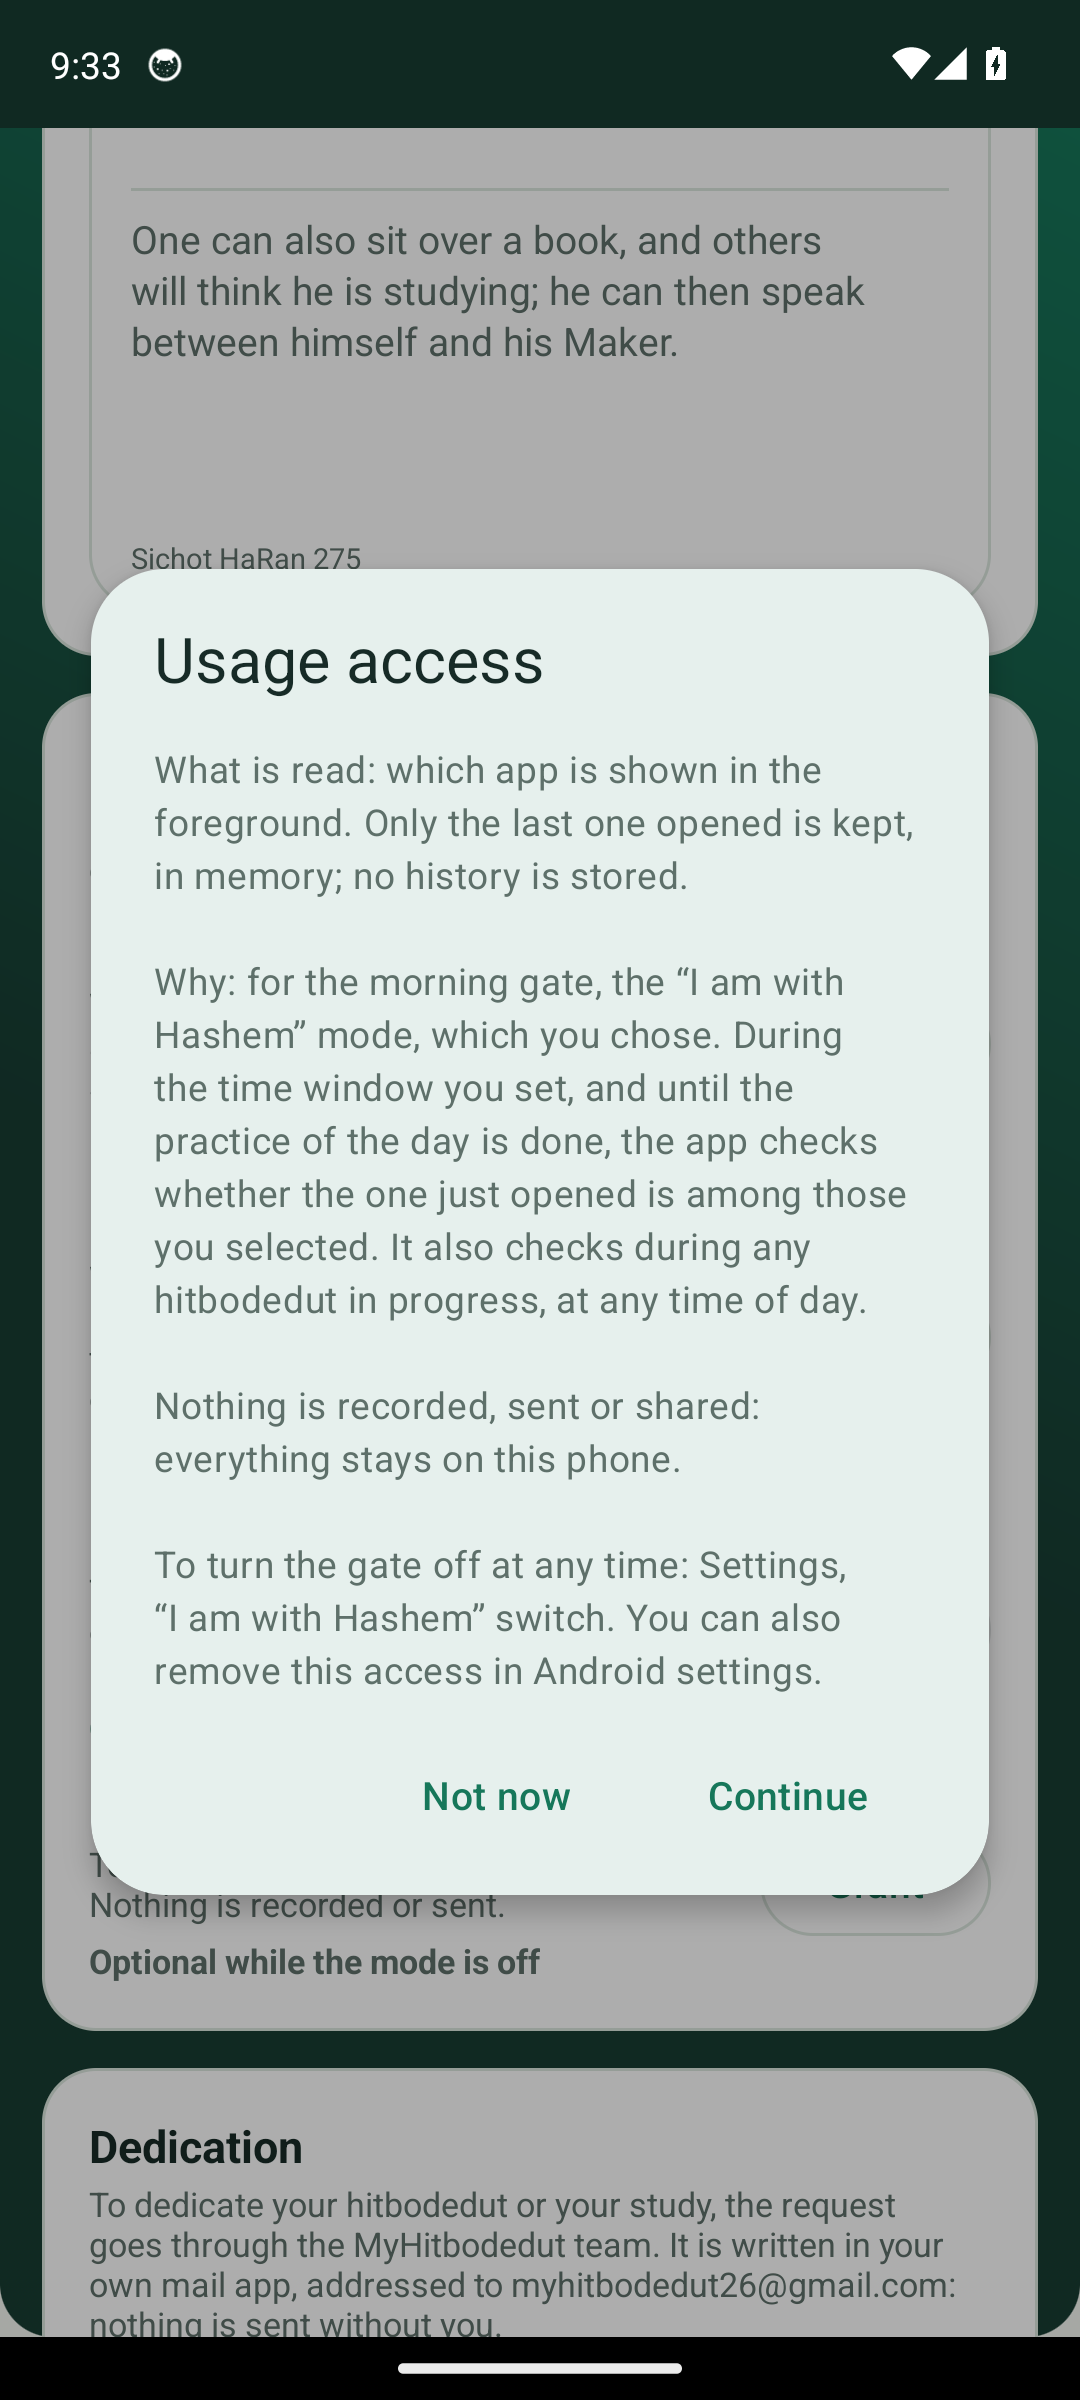 9:33
One can also sit over a book, and others
will think he is studying; he can then speak
between himself and his Maker.
Sichot HaRan 275
Usage access
What is read: which app is shown in the
foreground. Only the last one opened is kept,
in memory; no history is stored.
Why: for the morning gate, the “I am with
Hashem” mode, which you chose. During
the time window you set, and until the
practice of the day is done, the app checks
whether the one just opened is among those
you selected. It also checks during any
hitbodedut in progress, at any time of day.
Nothing is recorded, sent or shared:
everything stays on this phone.
To turn the gate off at any time: Settings,
“I am with Hashem” switch. You can also
remove this access in Android settings.
Not now
Continue
Nothing is recorded or sent.
Optional while the mode is off
Dedication
To dedicate your hitbodedut or your study, the request
goes through the MyHitbodedut team. It is written in your
own mail app, addressed to myhitbodedut26@gmail.com:
nothing is sent without you.